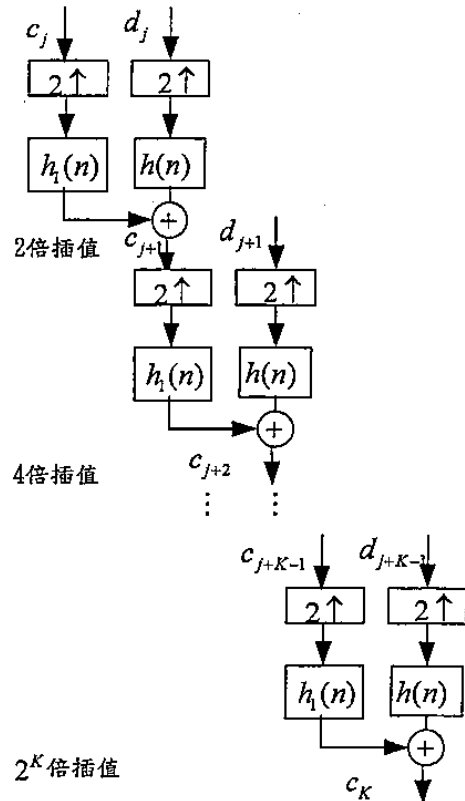 c_j d_j
2↑ 2↑
h_1(n) h(n)
+
2倍插值 c_{j+1} d_{j+1}
2↑ 2↑
h_1(n) h(n)
+
4倍插值 c_{j+2}
⋮ ⋮
c_{j+K-1}
2↑ 2↑
h_1(n) h(n)
+
2^K倍插值 c_K